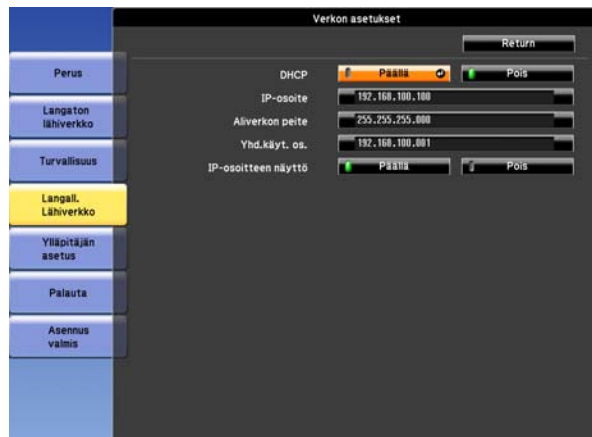 Verkon asetukset
Return
Perus
Langaton
lähiverkko
Turvallisuus
Langall.
Lähiverkko
Ylläpitäjän
asetus
Palauta
Asennus
valmis
DHCP Päällä Pois
IP-osoite 192.168.100.100
Aliverkon peite 255.255.255.000
Yhd.käyt. os. 192.168.100.001
IP-osoitteen näyttö Päällä Pois